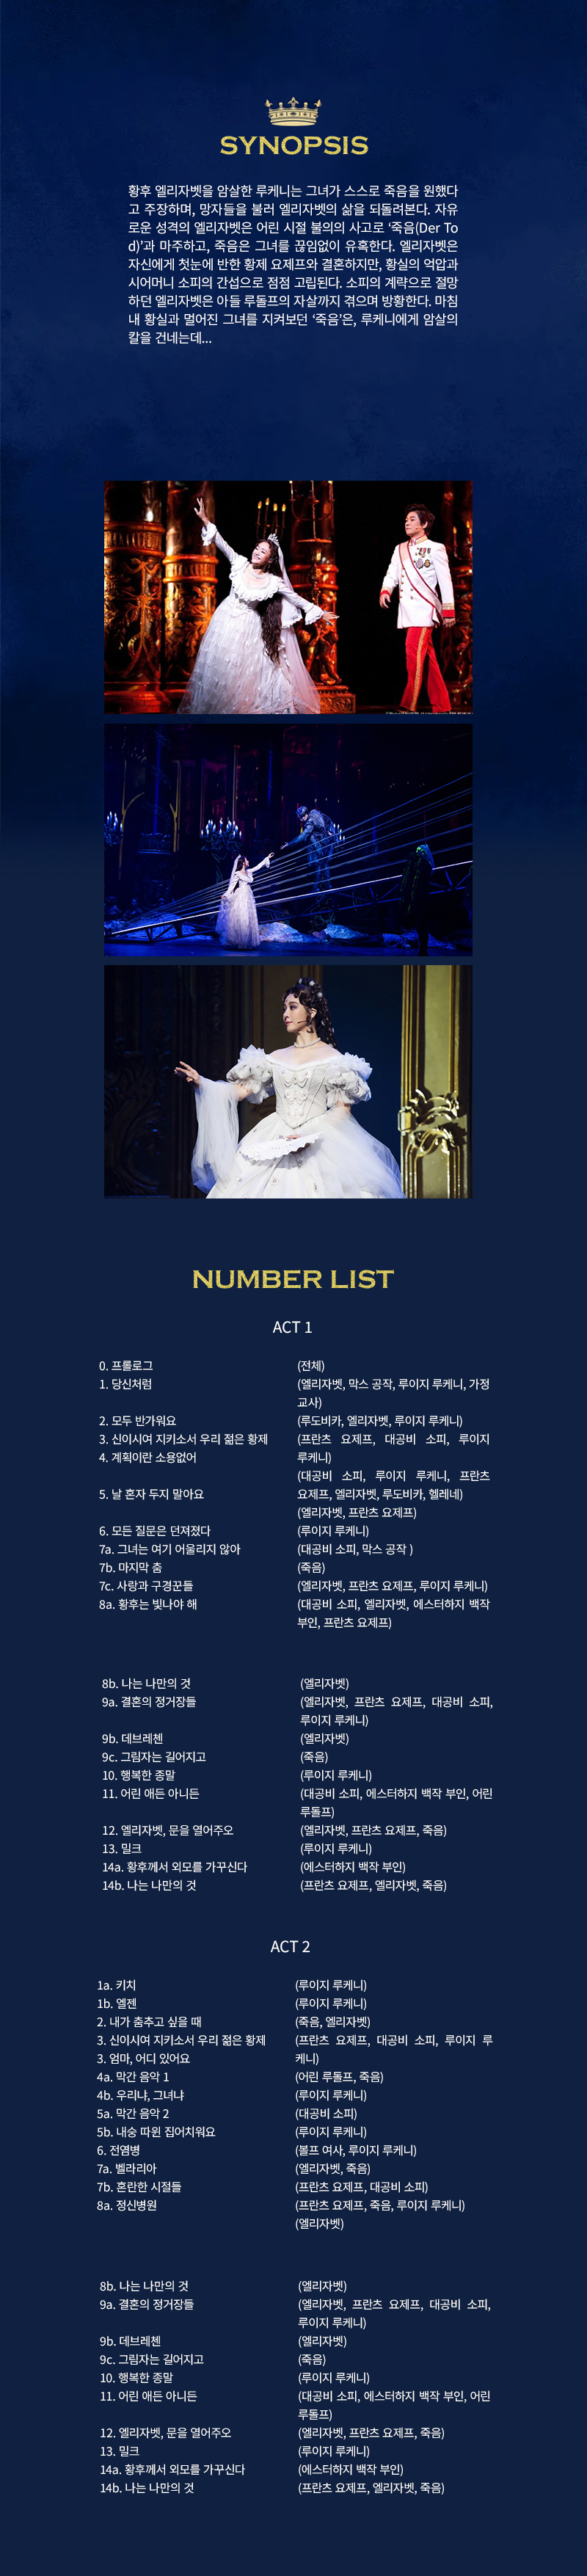 SYNOPSIS
황후 엘리자벳을 암살한 루케니는 그녀가 스스로 죽음을 원했다
고 주장하며, 망자들을 불러 엘리자벳의 삶을 되돌려본다. 자유
로운 성격의 엘리자벳은 어린 시절 불의의 사고로 ‘죽음(Der To
d)’과 마주하고, 죽음은 그녀를 끊임없이 유혹한다. 엘리자벳은
자신에게 첫눈에 반한 황제 요제프와 결혼하지만, 황실의 억압과
시어머니 소피의 간섭으로 점점 고립된다. 소피의 계략으로 절망
하던 엘리자벳은 아들 루돌프의 자살까지 겪으며 방황한다. 마침
내 황실과 멀어진 그녀를 지켜보던 ‘죽음’은, 루케니에게 암살의
칼을 건네는데...
NUMBER LIST
ACT 1
0. 프롤로그 (전체)
1. 당신처럼 (엘리자벳, 막스 공작, 루이지 루케니, 가정
교사)
2. 모두 반가워요 (루도비카, 엘리자벳, 루이지 루케니)
3. 신이시여 지키소서 우리 젊은 황제 (프란츠 요제프, 대공비 소피, 루이지
4. 계획이란 소용없어 루케니)
(대공비 소피, 루이지 루케니, 프란츠
5. 날 혼자 두지 말아요 요제프, 엘리자벳, 루도비카, 헬레네)
(엘리자벳, 프란츠 요제프)
6. 모든 질문은 던져졌다 (루이지 루케니)
7a. 그녀는 여기 어울리지 않아 (대공비 소피, 막스 공작 )
7b. 마지막 춤 (죽음)
7c. 사랑과 구경꾼들 (엘리자벳, 프란츠 요제프, 루이지 루케니)
8a. 황후는 빛나야 해 (대공비 소피, 엘리자벳, 에스터하지 백작
부인, 프란츠 요제프)
8b. 나는 나만의 것 (엘리자벳)
9a. 결혼의 정거장들 (엘리자벳, 프란츠 요제프, 대공비 소피,
루이지 루케니)
9b. 데브레첸 (엘리자벳)
9c. 그림자는 길어지고 (죽음)
10. 행복한 종말 (루이지 루케니)
11. 어린 애든 아니든 (대공비 소피, 에스터하지 백작 부인, 어린
루돌프)
12. 엘리자벳, 문을 열어주오 (엘리자벳, 프란츠 요제프, 죽음)
13. 밀크 (루이지 루케니)
14a. 황후께서 외모를 가꾸신다 (에스터하지 백작 부인)
14b. 나는 나만의 것 (프란츠 요제프, 엘리자벳, 죽음)
ACT 2
1a. 키치 (루이지 루케니)
1b. 엘젠 (루이지 루케니)
2. 내가 춤추고 싶을 때 (죽음, 엘리자벳)
3. 신이시여 지키소서 우리 젊은 황제 (프란츠 요제프, 대공비 소피, 루이지 루
3. 엄마, 어디 있어요 케니)
4a. 막간 음악 1 (어린 루돌프, 죽음)
4b. 우리냐, 그녀냐 (루이지 루케니)
5a. 막간 음악 2 (대공비 소피)
5b. 내숭 따윈 집어치워요 (루이지 루케니)
6. 전염병 (볼프 여사, 루이지 루케니)
7a. 벨라리아 (엘리자벳, 죽음)
7b. 혼란한 시절들 (프란츠 요제프, 대공비 소피)
8a. 정신병원 (프란츠 요제프, 죽음, 루이지 루케니)
(엘리자벳)
8b. 나는 나만의 것 (엘리자벳)
9a. 결혼의 정거장들 (엘리자벳, 프란츠 요제프, 대공비 소피,
루이지 루케니)
9b. 데브레첸 (엘리자벳)
9c. 그림자는 길어지고 (죽음)
10. 행복한 종말 (루이지 루케니)
11. 어린 애든 아니든 (대공비 소피, 에스터하지 백작 부인, 어린
루돌프)
12. 엘리자벳, 문을 열어주오 (엘리자벳, 프란츠 요제프, 죽음)
13. 밀크 (루이지 루케니)
14a. 황후께서 외모를 가꾸신다 (에스터하지 백작 부인)
14b. 나는 나만의 것 (프란츠 요제프, 엘리자벳, 죽음)